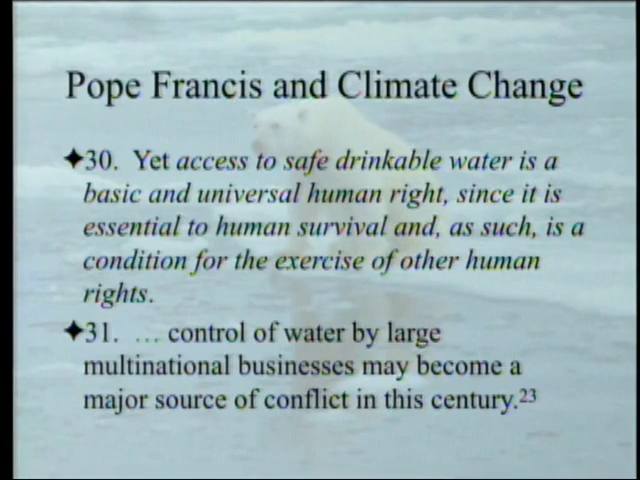 Pope Francis and Climate Change
✦30. Yet access to safe drinkable water is a
basic and universal human right, since it is
essential to human survival and, as such, is a
condition for the exercise of other human
rights.
✦31. … control of water by large
multinational businesses may become a
major source of conflict in this century.23